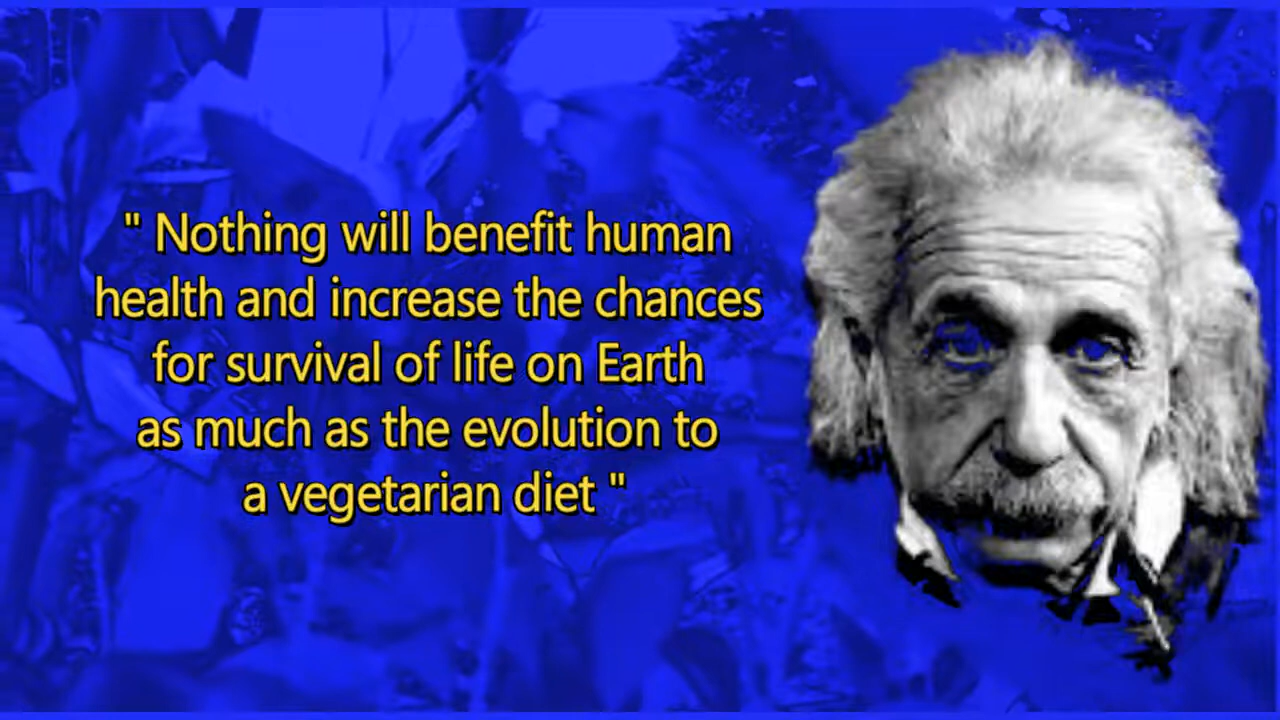 " Nothing will benefit human
health and increase the chances
for survival of life on Earth
as much as the evolution to
a vegetarian diet "